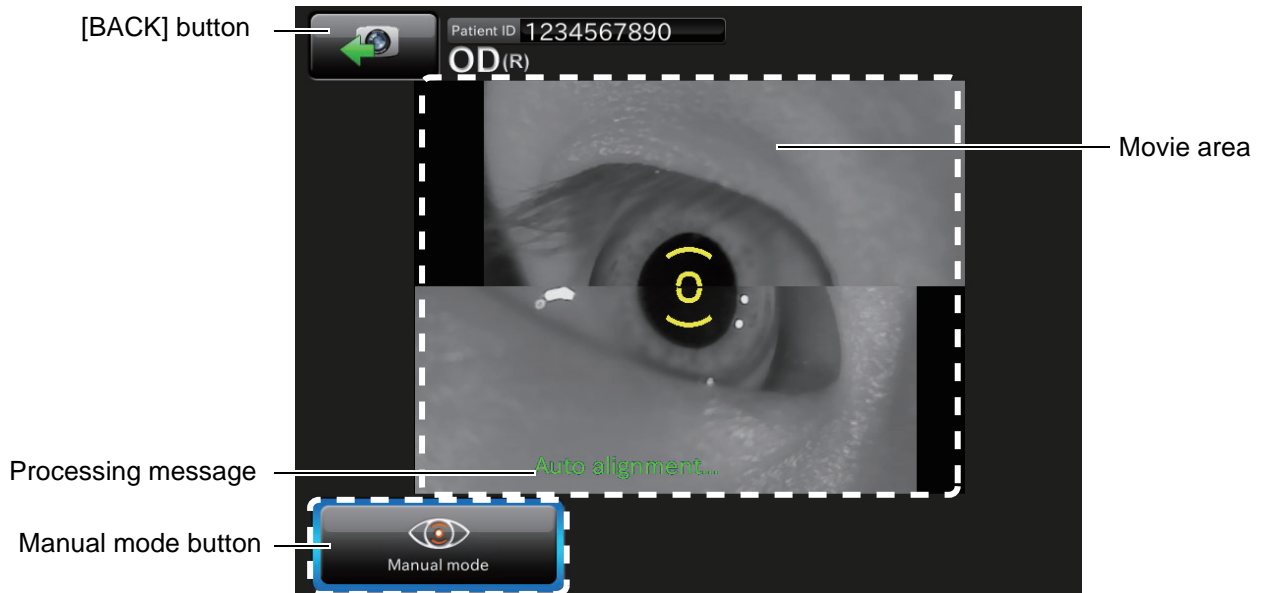 [BACK] button
Patient ID 1234567890
OD(R)
Movie area
Processing message
Auto alignment...
Manual mode button
Manual mode